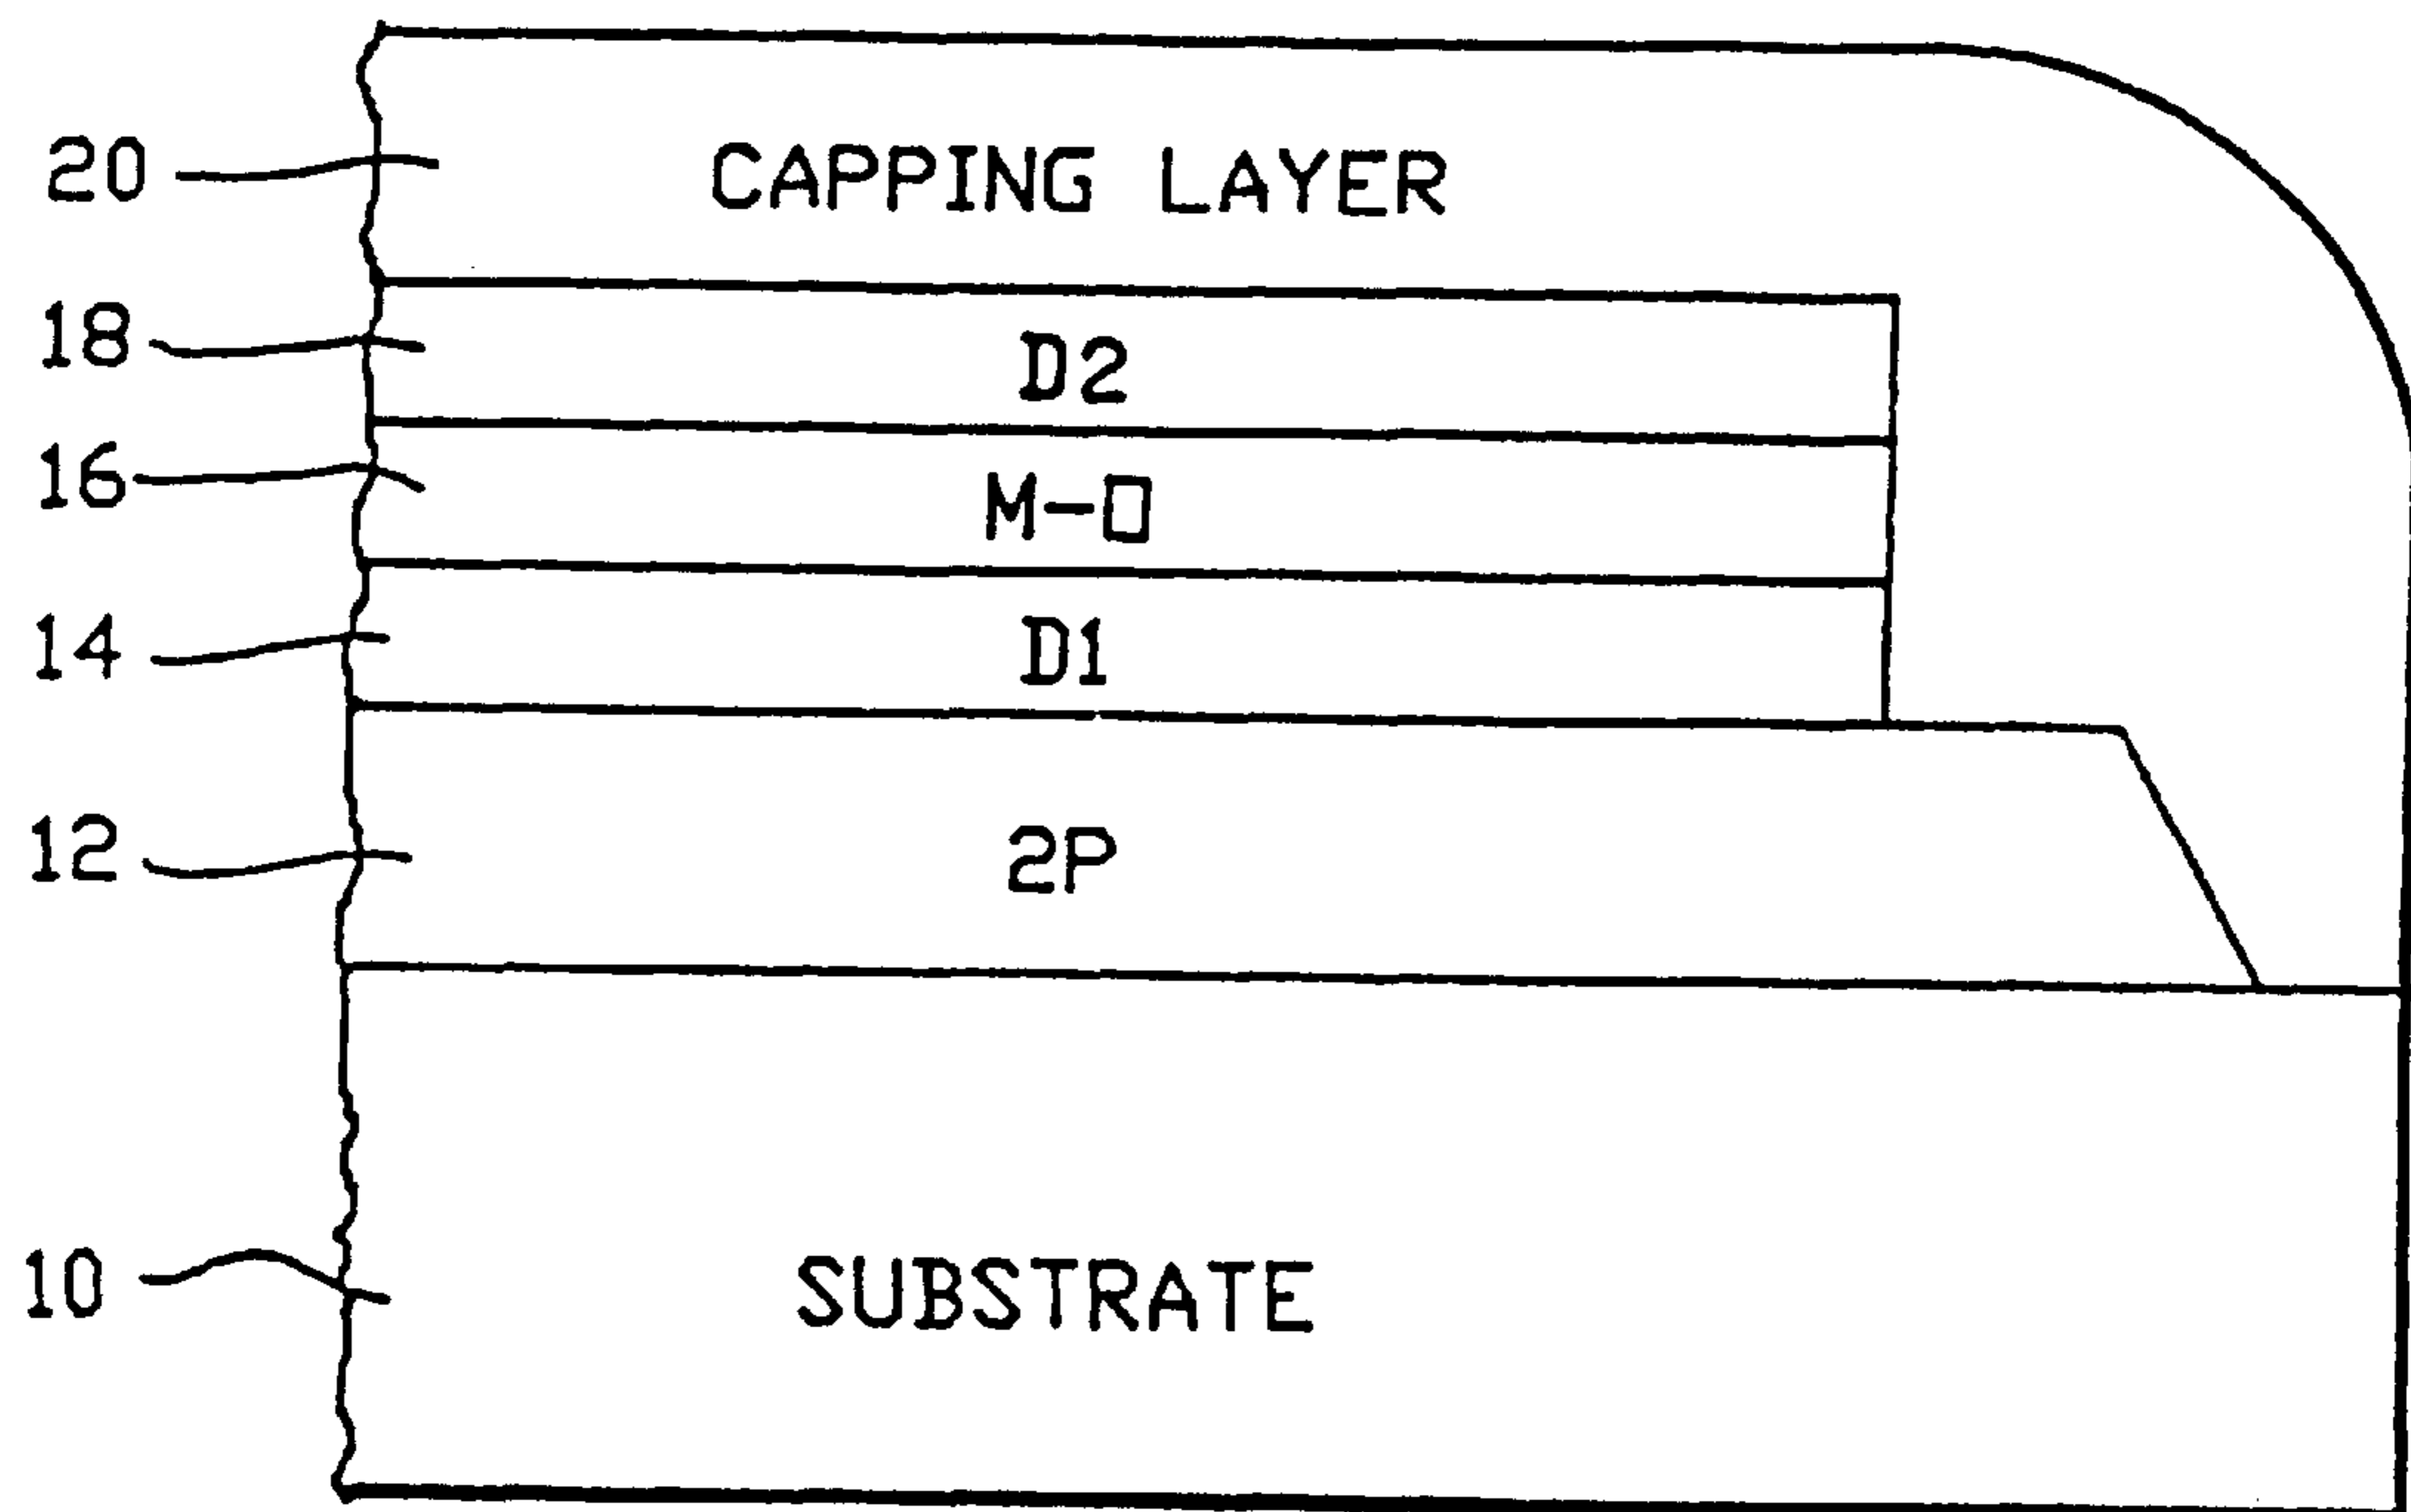 20 CAPPING LAYER
18 D2
16 M-O
14 D1
12 2P
10 SUBSTRATE